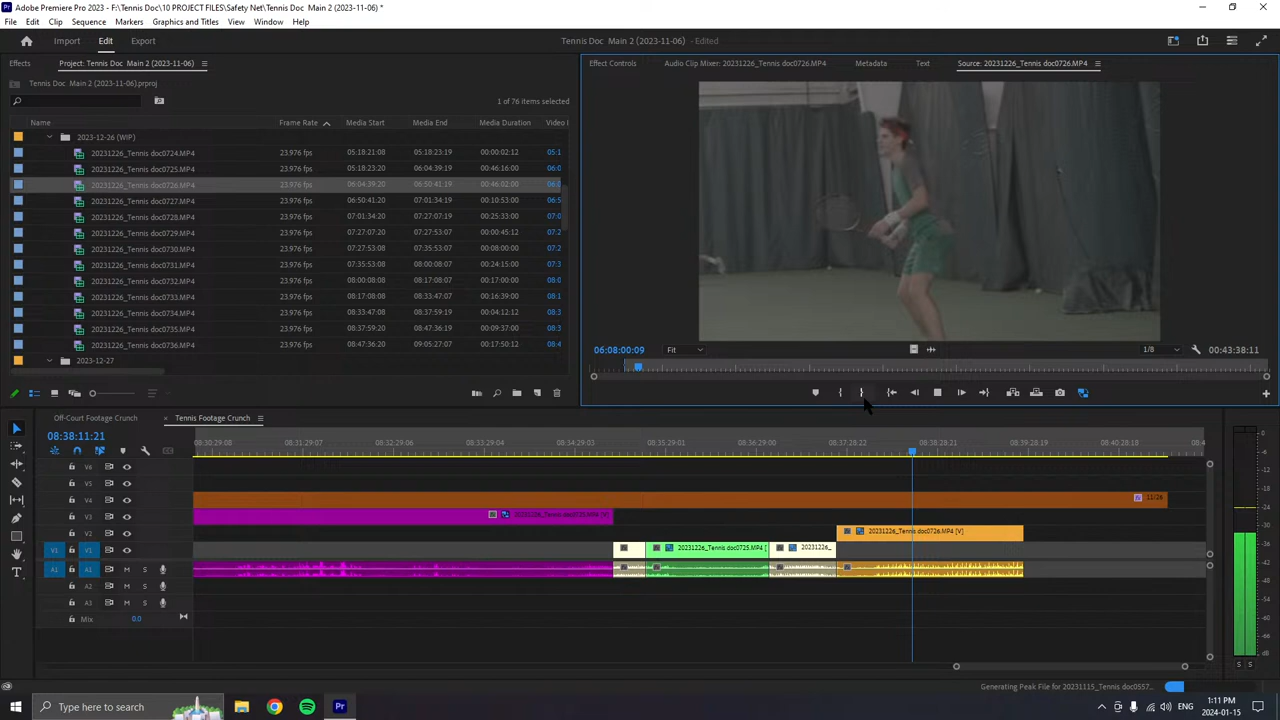 Adobe Premiere Pro 2023 - F:\Tennis Doc\10 PROJECT FILES\Safety Net\Tennis Doc  Main 2 (2023-11-06) *
File Edit Clip Sequence Markers Graphics and Titles View Window Help
Import Edit Export Tennis Doc  Main 2 (2023-11-06) - Edited
Effects Project: Tennis Doc  Main 2 (2023-11-06) Effect Controls Audio Clip Mixer: 20231226_Tennis doc0726.MP4 Metadata Text Source: 20231226_Tennis doc0726.MP4
Tennis Doc  Main 2 (2023-11-06).prproj
1 of 76 items selected
Name Frame Rate Media Start Media End Media Duration Video I
2023-12-26 (WIP)
20231226_Tennis doc0724.MP4 23.976 fps 05:18:21:08 05:18:23:19 00:00:02:12 05:1
20231226_Tennis doc0725.MP4 23.976 fps 05:18:23:20 06:04:39:19 00:46:16:00 06:0
20231226_Tennis doc0726.MP4 23.976 fps 06:04:39:20 06:50:41:19 00:46:02:00 06:0
20231226_Tennis doc0727.MP4 23.976 fps 06:50:41:20 07:01:34:19 00:10:53:00 06:5
20231226_Tennis doc0728.MP4 23.976 fps 07:01:34:20 07:27:07:19 00:25:33:00 07:0
20231226_Tennis doc0729.MP4 23.976 fps 07:27:07:20 07:27:53:07 00:00:45:12 07:2
20231226_Tennis doc0730.MP4 23.976 fps 07:27:53:08 07:35:53:07 00:08:00:00 07:2
20231226_Tennis doc0731.MP4 23.976 fps 07:35:53:08 08:00:08:07 00:24:15:00 07:3
20231226_Tennis doc0732.MP4 23.976 fps 08:00:08:08 08:17:08:07 00:17:00:00 08:0
20231226_Tennis doc0733.MP4 23.976 fps 08:17:08:08 08:33:47:07 00:16:39:00 08:1
20231226_Tennis doc0734.MP4 23.976 fps 08:33:47:08 08:37:59:19 00:04:12:12 08:3
20231226_Tennis doc0735.MP4 23.976 fps 08:37:59:20 08:47:36:19 00:09:37:00 08:3
20231226_Tennis doc0736.MP4 23.976 fps 08:47:36:20 09:05:27:07 00:17:50:12 08:4
2023-12-27
06:08:00:09 Fit 1/8 00:43:38:11
Off-Court Footage Crunch × Tennis Footage Crunch
08:38:11:21
08:30:29:08 08:31:29:07 08:32:29:06 08:33:29:04 08:34:29:03 08:35:29:01 08:36:29:00 08:37:28:22 08:38:28:21 08:39:28:19 08:40:28:18 08:4
V6
V5
V4 11/26
V3
V2 20231226_Tennis doc0726.MP4 [V]
V1 V1 20231226_Tennis doc0725.MP4 [ 20231226_
A1 A1 M S
A2 M S
A3 M S
Mix 0.0
0
-6
-12
-18
-24
-30
-36
-42
-48
-54
dB
S S
Generating Peak File for 20231115_Tennis doc0557...
Type here to search
ENG 1:11 PM
2024-01-15